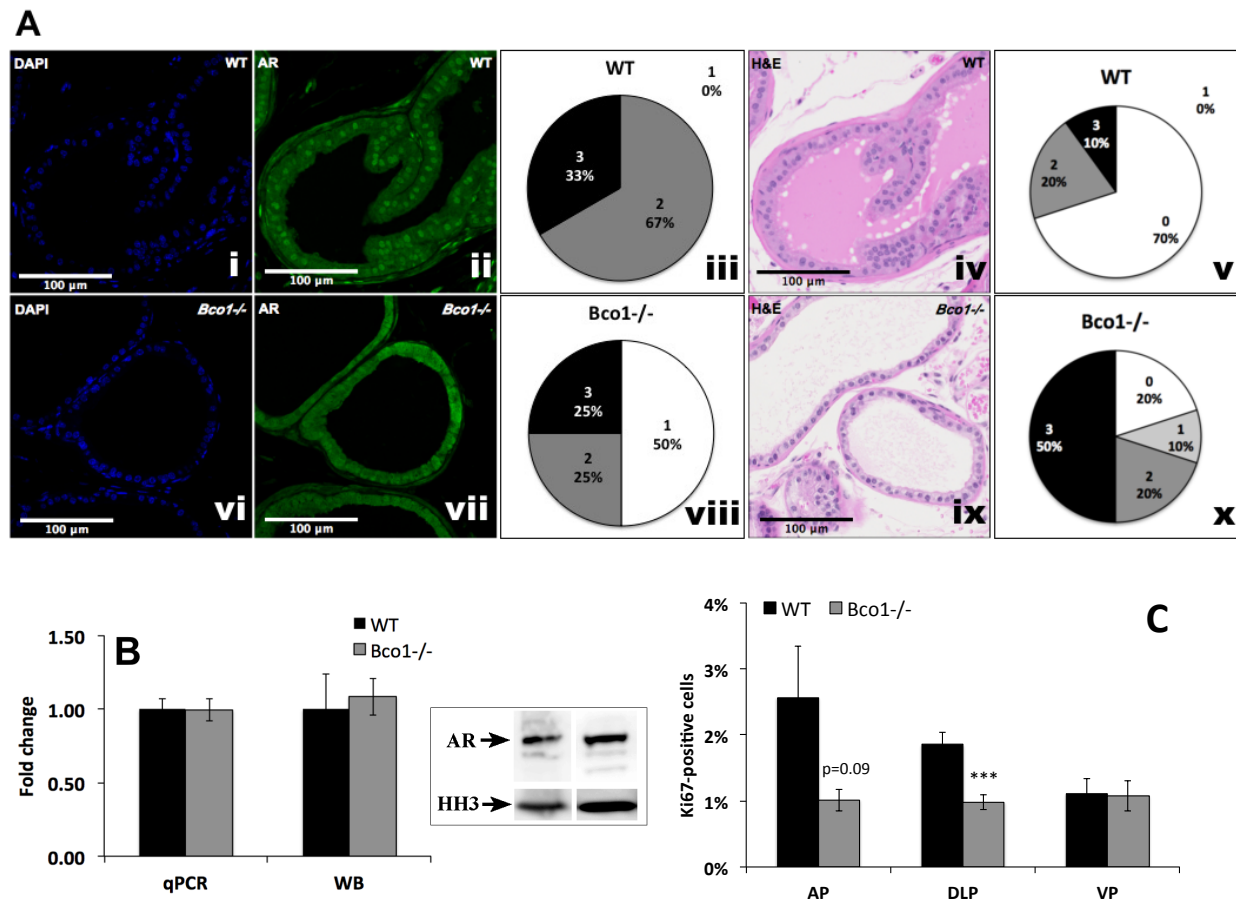 A
DAPI WT
100 µm
i
AR WT
100 µm
ii
WT
1
0%
3
33%
2
67%
iii
H&E WT
100 µm
iv
WT
1
0%
3
10%
2
20%
0
70%
v
DAPI Bco1-/-
100 µm
vi
AR Bco1-/-
100 µm
vii
Bco1-/-
3
25%
1
50%
2
25%
viii
H&E Bco1-/-
100 µm
ix
Bco1-/-
0
20%
3
50%
1
10%
2
20%
x
B
WT
Bco1-/-
Fold change
1.50
1.00
0.50
0.00
qPCR WB
AR
HH3
C
WT Bco1-/-
Ki67-positive cells
4%
3%
2%
1%
0%
p=0.09
***
AP DLP VP